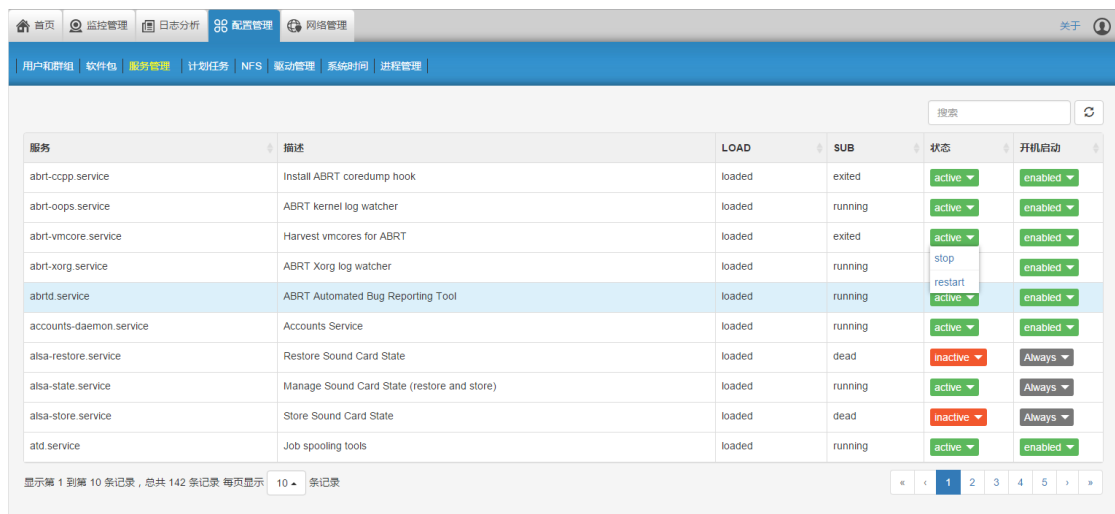 首页 监控管理 日志分析 配置管理 网络管理 关于
用户和群组 软件包 服务管理 计划任务 NFS 驱动管理 系统时间 进程管理
搜索
服务 描述 LOAD SUB 状态 开机启动
abrt-ccpp.service Install ABRT coredump hook loaded exited active enabled
abrt-oops.service ABRT kernel log watcher loaded running active enabled
abrt-vmcore.service Harvest vmcores for ABRT loaded exited active enabled
stop
abrt-xorg.service ABRT Xorg log watcher loaded running enabled
restart
abrtd.service ABRT Automated Bug Reporting Tool loaded running active enabled
accounts-daemon.service Accounts Service loaded running active enabled
alsa-restore.service Restore Sound Card State loaded dead inactive Always
alsa-state.service Manage Sound Card State (restore and store) loaded running active Always
alsa-store.service Store Sound Card State loaded dead inactive Always
atd.service Job spooling tools loaded running active enabled
显示第 1 到第 10 条记录，总共 142 条记录 每页显示 10 条记录 « ‹ 1 2 3 4 5 › »